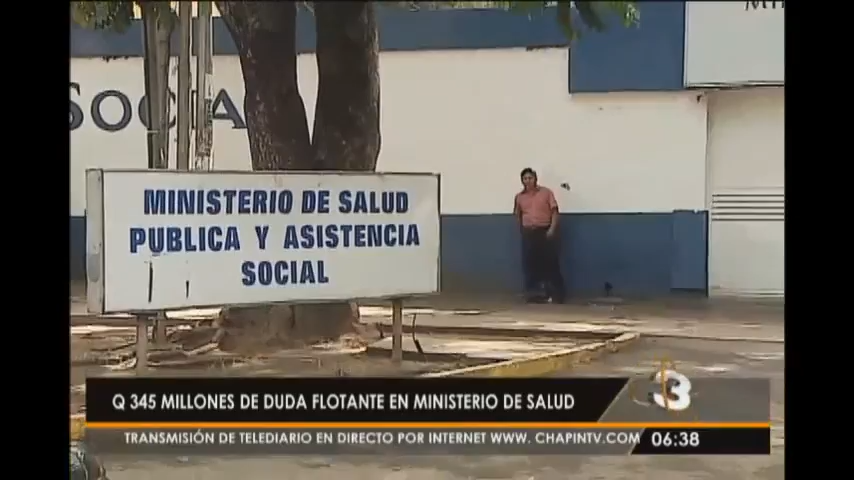 SOCIA
MINISTERIO DE SALUD
PUBLICA Y ASISTENCIA
SOCIAL
3
Q 345 MILLONES DE DUDA FLOTANTE EN MINISTERIO DE SALUD
TRANSMISIÓN DE TELEDIARIO EN DIRECTO POR INTERNET WWW. CHAPINTV.COM
06:38